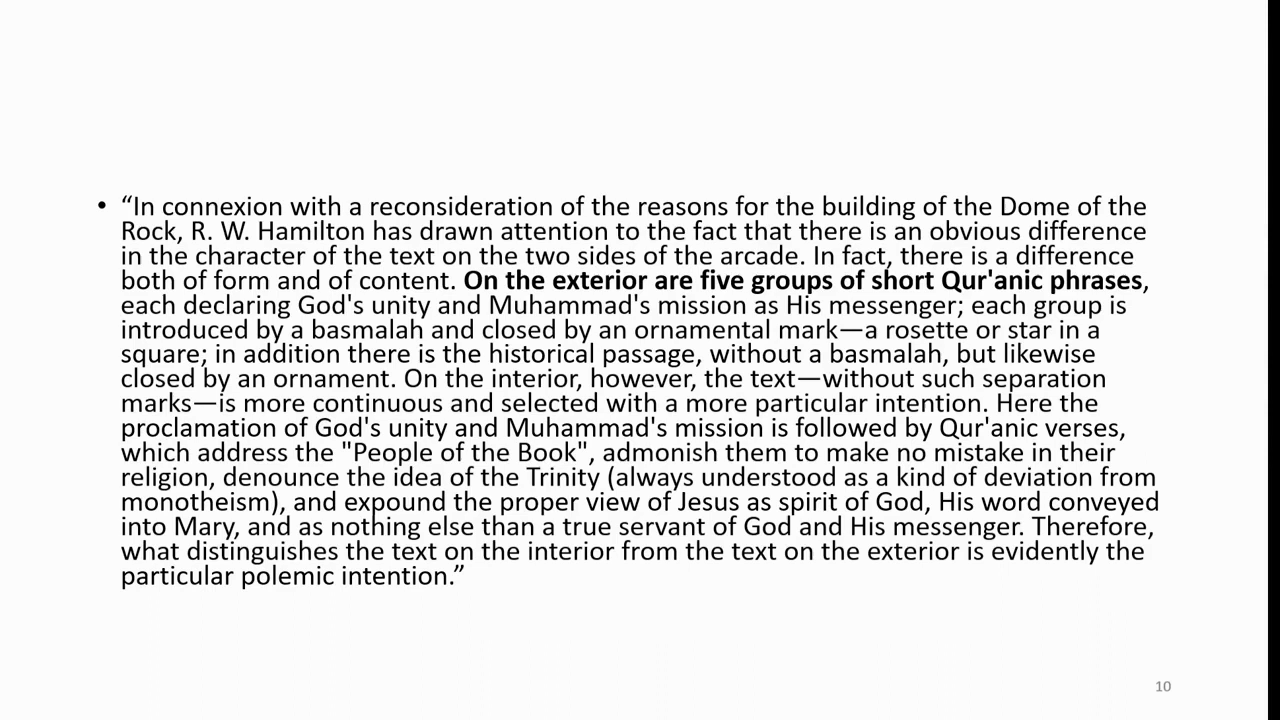 • “In connexion with a reconsideration of the reasons for the building of the Dome of the
Rock, R. W. Hamilton has drawn attention to the fact that there is an obvious difference
in the character of the text on the two sides of the arcade. In fact, there is a difference
both of form and of content. On the exterior are five groups of short Qur'anic phrases,
each declaring God's unity and Muhammad's mission as His messenger; each group is
introduced by a basmalah and closed by an ornamental mark—a rosette or star in a
square; in addition there is the historical passage, without a basmalah, but likewise
closed by an ornament. On the interior, however, the text—without such separation
marks—is more continuous and selected with a more particular intention. Here the
proclamation of God's unity and Muhammad's mission is followed by Qur'anic verses,
which address the "People of the Book", admonish them to make no mistake in their
religion, denounce the idea of the Trinity (always understood as a kind of deviation from
monotheism), and expound the proper view of Jesus as spirit of God, His word conveyed
into Mary, and as nothing else than a true servant of God and His messenger. Therefore,
what distinguishes the text on the interior from the text on the exterior is evidently the
particular polemic intention.”
10